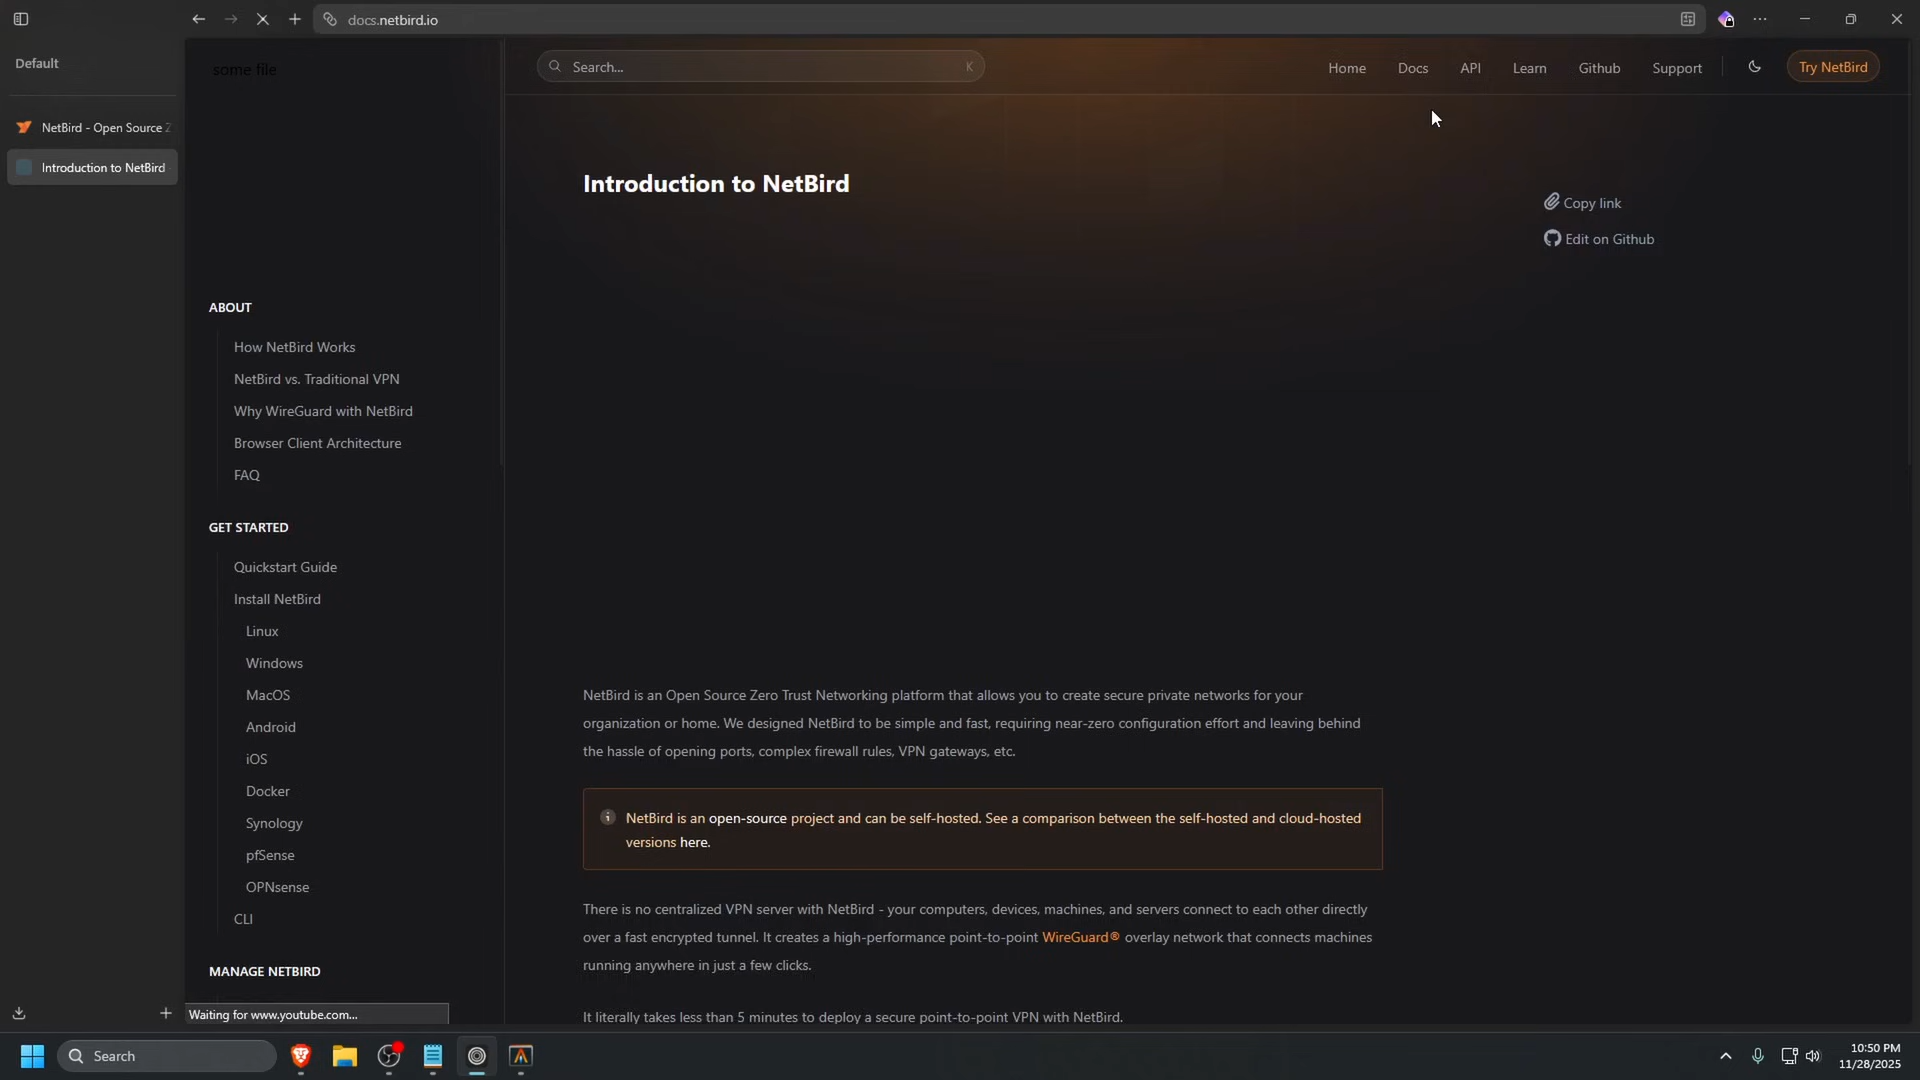 docs.netbird.io
Default
NetBird - Open Source Z
Introduction to NetBird
some file
Search...
K
Home
Docs
API
Learn
Github
Support
Try NetBird
ABOUT
How NetBird Works
NetBird vs. Traditional VPN
Why WireGuard with NetBird
Browser Client Architecture
FAQ
GET STARTED
Quickstart Guide
Install NetBird
Linux
Windows
MacOS
Android
iOS
Docker
Synology
pfSense
OPNsense
CLI
MANAGE NETBIRD
Waiting for www.youtube.com...
Introduction to NetBird
Copy link
Edit on Github
NetBird is an Open Source Zero Trust Networking platform that allows you to create secure private networks for your
organization or home. We designed NetBird to be simple and fast, requiring near-zero configuration effort and leaving behind
the hassle of opening ports, complex firewall rules, VPN gateways, etc.
NetBird is an open-source project and can be self-hosted. See a comparison between the self-hosted and cloud-hosted
versions here.
There is no centralized VPN server with NetBird - your computers, devices, machines, and servers connect to each other directly
over a fast encrypted tunnel. It creates a high-performance point-to-point WireGuard® overlay network that connects machines
running anywhere in just a few clicks.
It literally takes less than 5 minutes to deploy a secure point-to-point VPN with NetBird.
Search
10:50 PM
11/28/2025